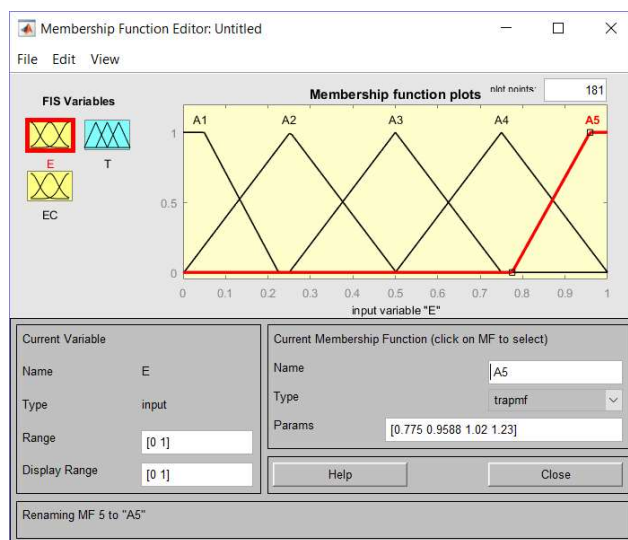 Membership Function Editor: Untitled
File Edit View
FIS Variables
E
T
EC
Membership function plots
plot points:
181
A1
A2
A3
A4
A5
1
0.5
0
0 0.1 0.2 0.3 0.4 0.5 0.6 0.7 0.8 0.9 1
input variable "E"
Current Variable
Name E
Type input
Range [0 1]
Display Range [0 1]
Current Membership Function (click on MF to select)
Name A5
Type trapmf
Params [0.775 0.9588 1.02 1.23]
Help
Close
Renaming MF 5 to "A5"